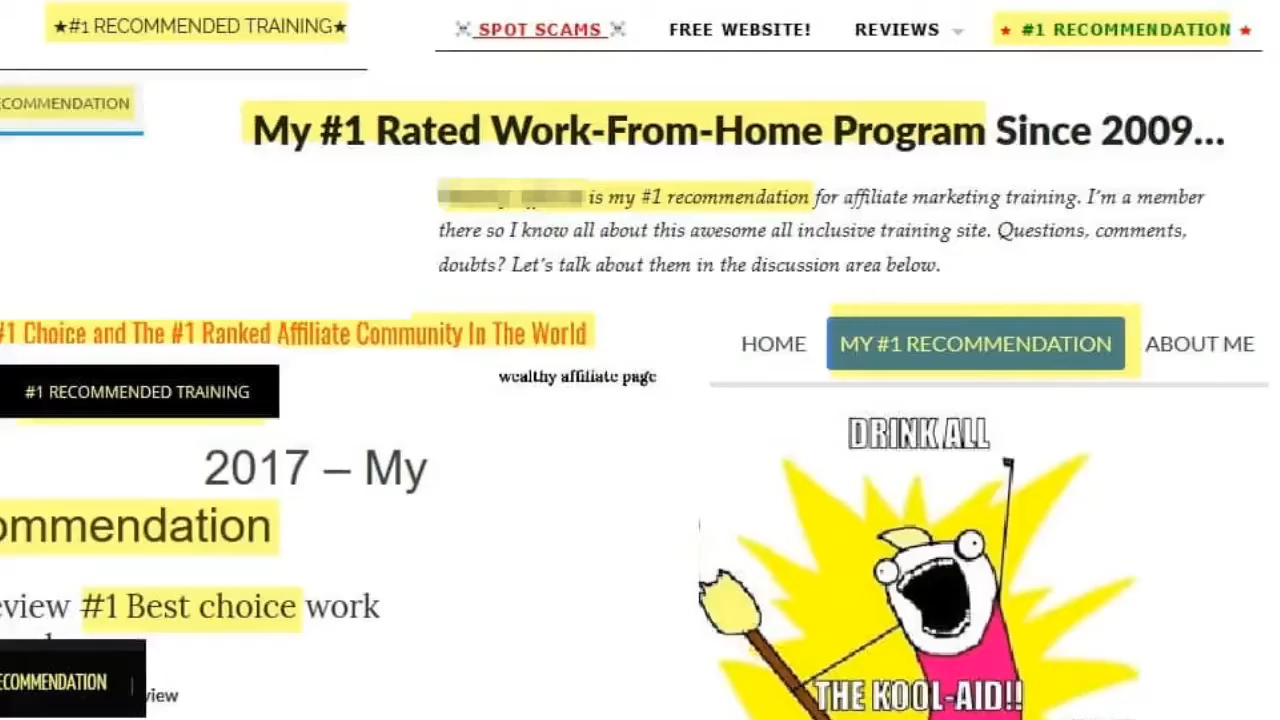 ★#1 RECOMMENDED TRAINING★
☠ SPOT SCAMS ☠ FREE WEBSITE! REVIEWS ★ #1 RECOMMENDATION ★
ECOMMENDATION
My #1 Rated Work-From-Home Program Since 2009...
is my #1 recommendation for affiliate marketing training. I'm a member
there so I know all about this awesome all inclusive training site. Questions, comments,
doubts? Let's talk about them in the discussion area below.
#1 Choice and The #1 Ranked Affiliate Community In The World
HOME MY #1 RECOMMENDATION ABOUT ME
wealthy affiliate page
#1 RECOMMENDED TRAINING
2017 – My
ommendation
eview #1 Best choice work
ECOMMENDATION
view
DRINK ALL
THE KOOL-AID!!